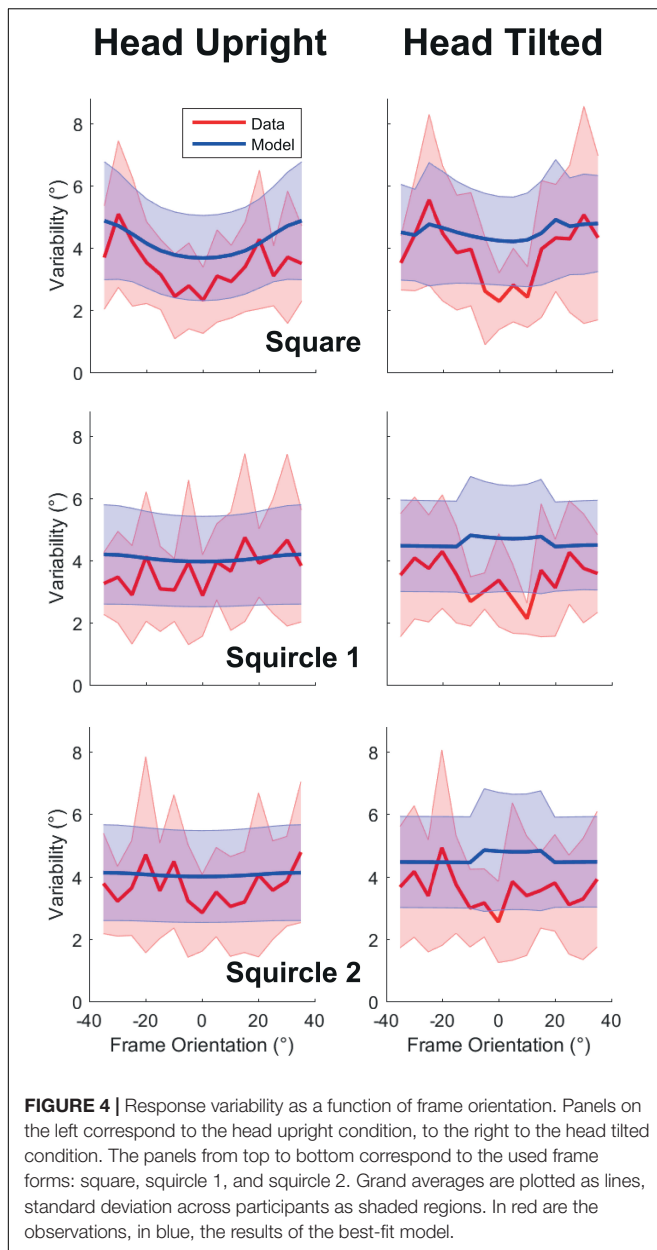 Head Upright Head Tilted
Data
Model
8
6
4
2
0
Variability (°)
Square
8
6
4
2
0
Variability (°)
Squircle 1
8
6
4
2
0
Variability (°)
Squircle 2
-40 -20 0 20 40 -20 0 20 40
Frame Orientation (°) Frame Orientation (°)
FIGURE 4 | Response variability as a function of frame orientation. Panels on
the left correspond to the head upright condition, to the right to the head tilted
condition. The panels from top to bottom correspond to the used frame
forms: square, squircle 1, and squircle 2. Grand averages are plotted as lines,
standard deviation across participants as shaded regions. In red are the
observations, in blue, the results of the best-fit model.